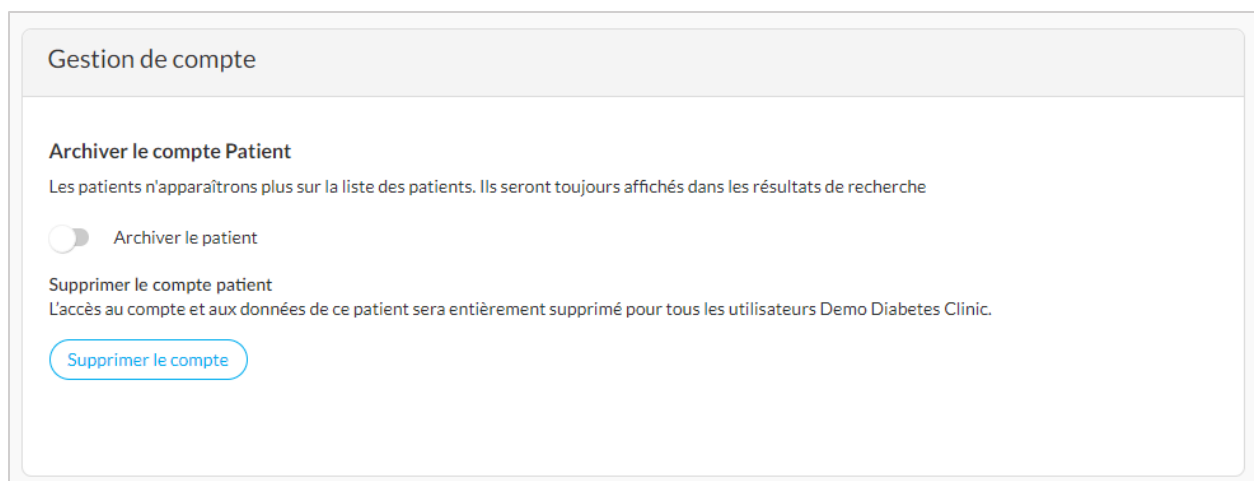 Gestion de compte
Archiver le compte Patient
Les patients n'apparaîtrons plus sur la liste des patients. Ils seront toujours affichés dans les résultats de recherche
Archiver le patient
Supprimer le compte patient
L'accès au compte et aux données de ce patient sera entièrement supprimé pour tous les utilisateurs Demo Diabetes Clinic.
Supprimer le compte